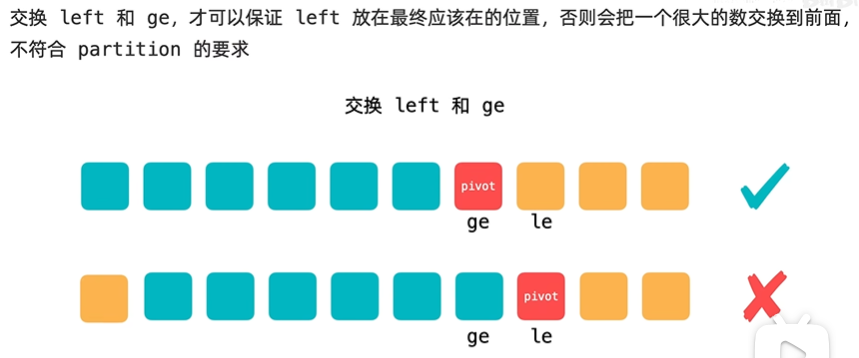 交换 left 和 ge，才可以保证 left 放在最终应该在的位置，否则会把一个很大的数交换到前面，
不符合 partition 的要求
交换 left 和 ge
pivot
ge le
pivot
ge le